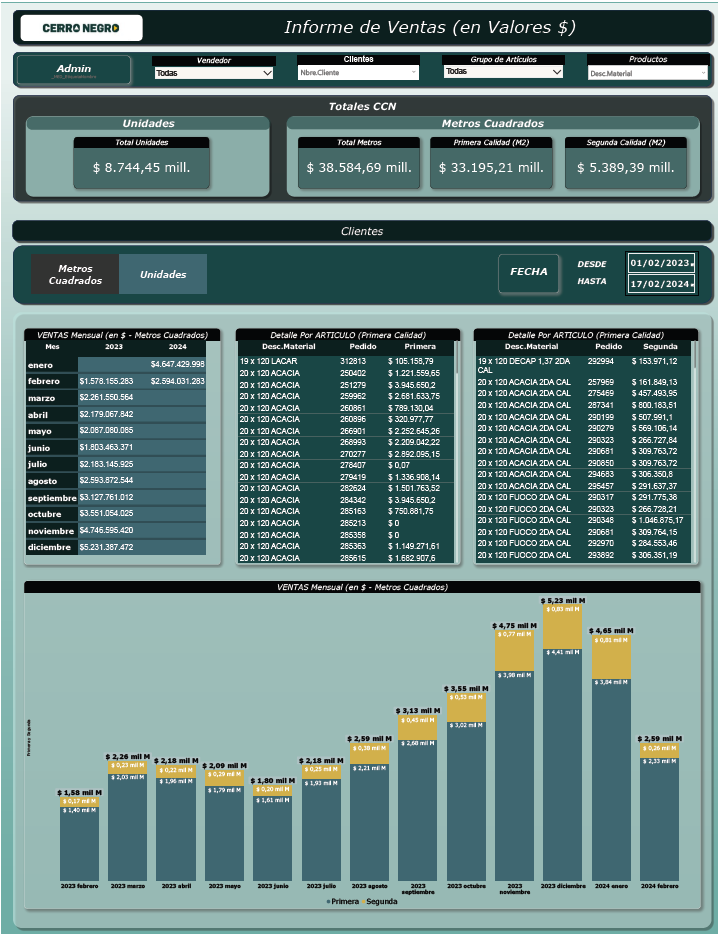 CERRO NEGRO
Informe de Ventas (en Valores $)
Admin
Vendedor
Todas
Clientes
Nbre.Cliente
Grupo de Artículos
Todas
Productos
Desc.Material
Totales CCN
Unidades
Total Unidades
$ 8.744,45 mill.
Metros Cuadrados
Total Metros
$ 38.584,69 mill.
Primera Calidad (M2)
$ 33.195,21 mill.
Segunda Calidad (M2)
$ 5.389,39 mill.
Clientes
Metros
Cuadrados
Unidades
FECHA
DESDE
01/02/2023
HASTA
17/02/2024
VENTAS Mensual (en $ - Metros Cuadrados)
Mes 2023 2024
enero $4.647.429.998
febrero $1.578.155.283 $2.594.031.283
marzo $2.261.550.564
abril $2.179.067.842
mayo $2.087.080.085
junio $1.803.463.371
julio $2.183.145.925
agosto $2.593.872.544
septiembre $3.127.761.012
octubre $3.551.054.025
noviembre $4.746.595.420
diciembre $5.231.387.472
Detalle Por ARTICULO (Primera Calidad)
Desc.Material Pedido Primera
19 x 120 LACAR 312813 $ 105.158,79
20 x 120 ACACIA 250402 $ 1.221.559,65
20 x 120 ACACIA 251279 $ 3.945.650,2
20 x 120 ACACIA 259962 $ 2.681.633,75
20 x 120 ACACIA 260851 $ 789.130,04
20 x 120 ACACIA 260896 $ 320.977,77
20 x 120 ACACIA 266901 $ 2.252.645,26
20 x 120 ACACIA 268993 $ 2.209.042,22
20 x 120 ACACIA 270277 $ 2.892.095,15
20 x 120 ACACIA 278407 $ 0,07
20 x 120 ACACIA 279419 $ 1.336.908,14
20 x 120 ACACIA 282624 $ 1.501.763,52
20 x 120 ACACIA 284342 $ 3.945.650,2
20 x 120 ACACIA 285163 $ 750.881,75
20 x 120 ACACIA 285213 $ 0
20 x 120 ACACIA 285358 $ 0
20 x 120 ACACIA 285363 $ 1.149.271,61
20 x 120 ACACIA 285615 $ 1.682.907,6
Detalle Por ARTICULO (Primera Calidad)
Desc.Material Pedido Segunda
19 x 120 DECAP 1,37 2DA 292994 $ 153.971,12
CAL
20 x 120 ACACIA 2DA CAL 257969 $ 161.849,13
20 x 120 ACACIA 2DA CAL 275469 $ 457.493,95
20 x 120 ACACIA 2DA CAL 287341 $ 800.183,51
20 x 120 ACACIA 2DA CAL 290199 $ 507.991,1
20 x 120 ACACIA 2DA CAL 290279 $ 569.106,14
20 x 120 ACACIA 2DA CAL 290323 $ 266.727,84
20 x 120 ACACIA 2DA CAL 290681 $ 309.763,72
20 x 120 ACACIA 2DA CAL 290850 $ 309.763,72
20 x 120 ACACIA 2DA CAL 294683 $ 306.350,8
20 x 120 ACACIA 2DA CAL 295457 $ 291.637,37
20 x 120 FUOCO 2DA CAL 290317 $ 291.775,38
20 x 120 FUOCO 2DA CAL 290323 $ 266.728,21
20 x 120 FUOCO 2DA CAL 290348 $ 1.046.875,17
20 x 120 FUOCO 2DA CAL 290681 $ 309.764,15
20 x 120 FUOCO 2DA CAL 292970 $ 284.553,46
20 x 120 FUOCO 2DA CAL 293892 $ 306.351,19
VENTAS Mensual (en $ - Metros Cuadrados)
Primera y Segunda
$ 1,58 mil M
$ 0,17 mil M
$ 1,40 mil M
$ 2,26 mil M
$ 0,23 mil M
$ 2,03 mil M
$ 2,18 mil M
$ 0,22 mil M
$ 1,96 mil M
$ 2,09 mil M
$ 0,29 mil M
$ 1,79 mil M
$ 1,80 mil M
$ 0,20 mil M
$ 1,61 mil M
$ 2,18 mil M
$ 0,25 mil M
$ 1,93 mil M
$ 2,59 mil M
$ 0,38 mil M
$ 2,21 mil M
$ 3,13 mil M
$ 0,45 mil M
$ 2,68 mil M
$ 3,55 mil M
$ 0,53 mil M
$ 3,02 mil M
$ 4,75 mil M
$ 0,77 mil M
$ 3,98 mil M
$ 5,23 mil M
$ 0,83 mil M
$ 4,41 mil M
$ 4,65 mil M
$ 0,81 mil M
$ 3,84 mil M
$ 2,59 mil M
$ 0,26 mil M
$ 2,33 mil M
2023 febrero
2023 marzo
2023 abril
2023 mayo
2023 junio
2023 julio
2023 agosto
2023
septiembre
2023 octubre
2023
noviembre
2023 diciembre
2024 enero
2024 febrero
Primera Segunda